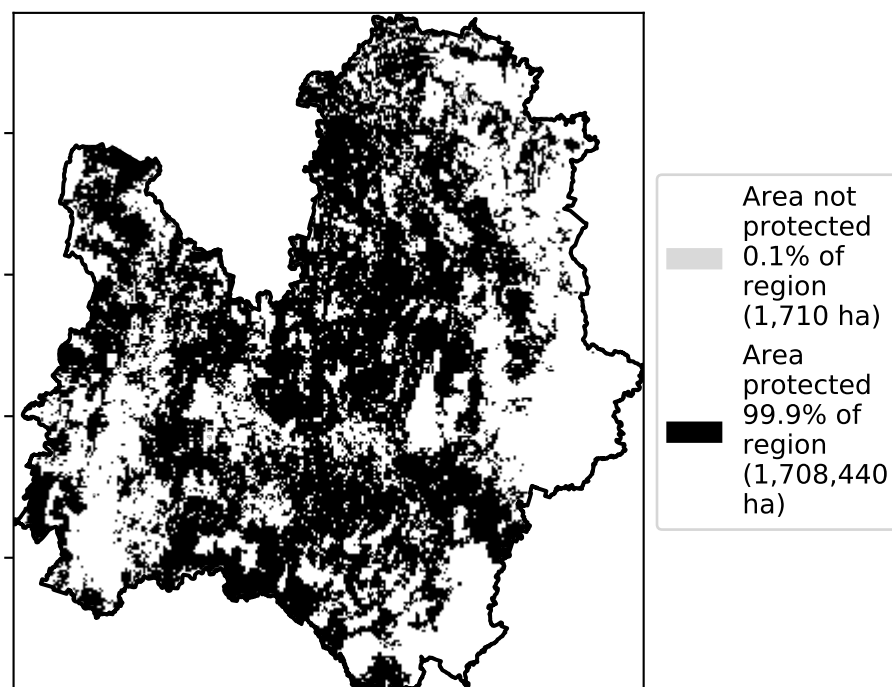 Area not
protected
0.1% of
region
(1,710 ha)
Area
protected
99.9% of
region
(1,708,440
ha)